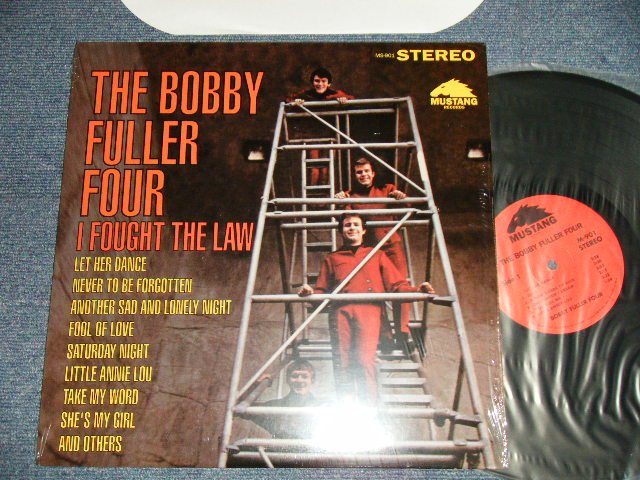 MS-901 STEREO
MUSTANG
RECORDS
THE BOBBY
FULLER
FOUR
I FOUGHT THE LAW
LET HER DANCE
NEVER TO BE FORGOTTEN
ANOTHER SAD AND LONELY NIGHT
FOOL OF LOVE
SATURDAY NIGHT
LITTLE ANNIE LOU
TAKE MY WORD
SHE'S MY GIRL
AND OTHERS
MUSTANG
THE BOBBY FULLER FOUR
M-901
STEREO
BOBBY FULLER FOUR